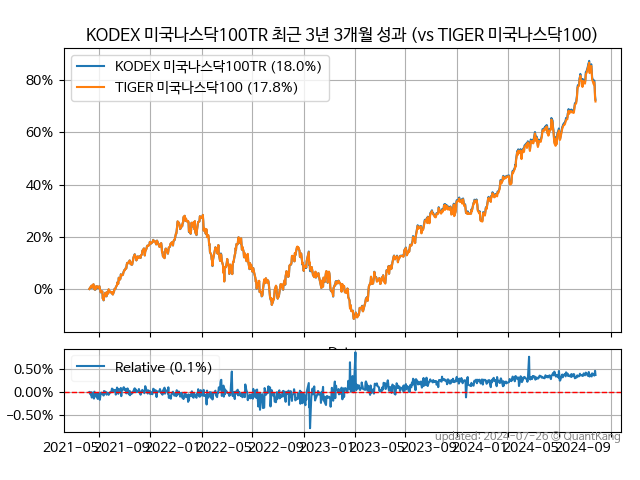 KODEX 미국나스닥100TR 최근 3년 3개월 성과 (vs TIGER 미국나스닥100)
KODEX 미국나스닥100TR (18.0%)
TIGER 미국나스닥100 (17.8%)
80%
60%
40%
20%
0%
Relative (0.1%)
0.50%
0.00%
−0.50%
updated: 2024-07-26 © QuantKang
2021-05 2021-09 2022-01 2022-05 2022-09 2023-01 2023-05 2023-09 2024-01 2024-05 2024-09